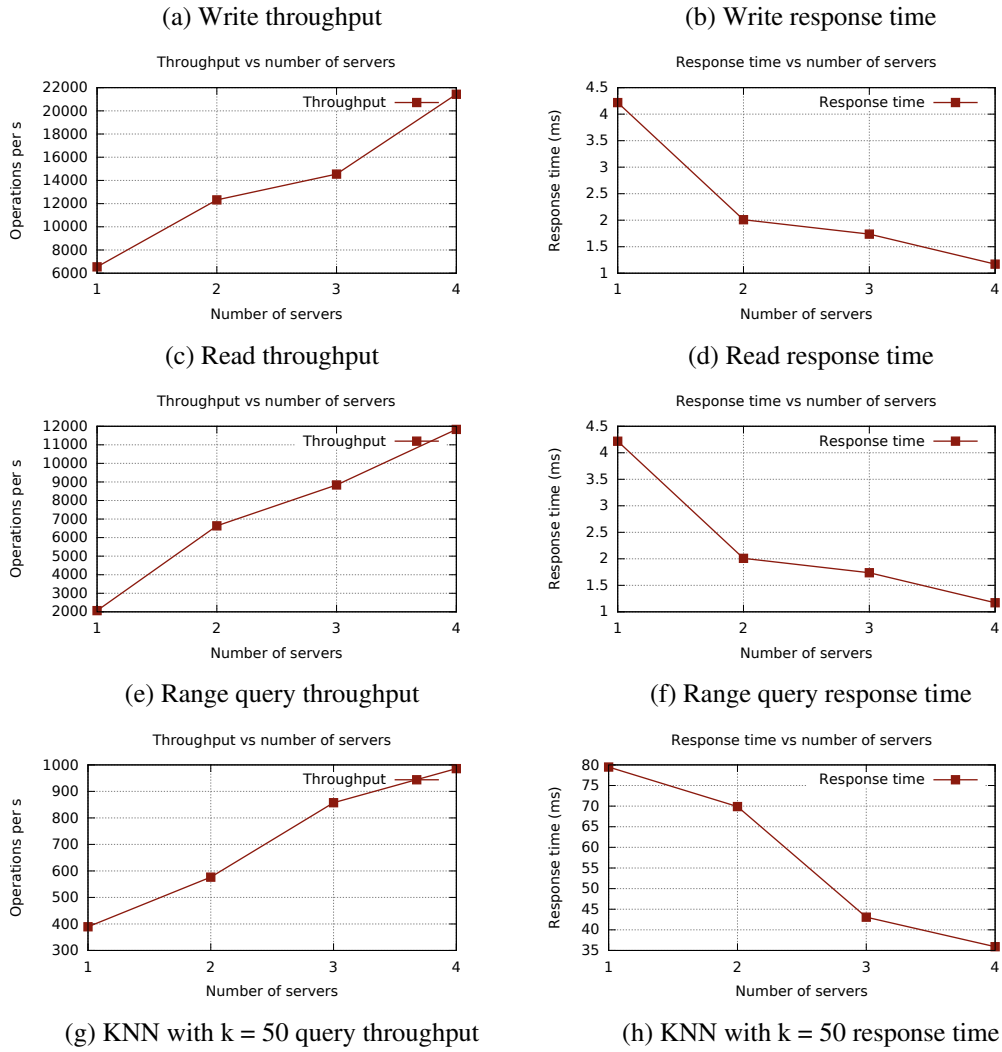 (a) Write throughput
(b) Write response time
Throughput vs number of servers
22000
20000
18000
16000
14000
12000
10000
8000
6000
Operations per s
Throughput
1 2 3 4
Number of servers
Response time vs number of servers
4.5
4
3.5
3
2.5
2
1.5
1
Response time (ms)
Response time
1 2 3 4
Number of servers
(c) Read throughput
(d) Read response time
Throughput vs number of servers
12000
11000
10000
9000
8000
7000
6000
5000
4000
3000
2000
Operations per s
Throughput
1 2 3 4
Number of servers
Response time vs number of servers
4.5
4
3.5
3
2.5
2
1.5
1
Response time (ms)
Response time
1 2 3 4
Number of servers
(e) Range query throughput
(f) Range query response time
Throughput vs number of servers
1000
900
800
700
600
500
400
300
Operations per s
Throughput
1 2 3 4
Number of servers
Response time vs number of servers
80
75
70
65
60
55
50
45
40
35
Response time (ms)
Response time
1 2 3 4
Number of servers
(g) KNN with k = 50 query throughput
(h) KNN with k = 50 response time